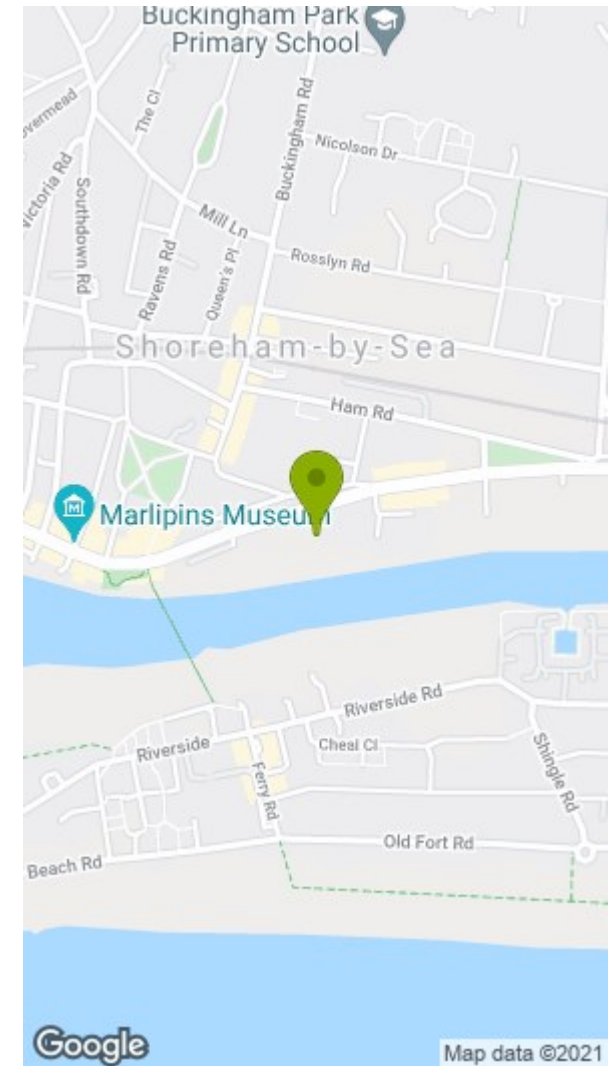 Buckingham Park
Primary School
The Cl
Victoria Rd
Southdown Rd
Ravens Rd
Mill Ln
Queen's Pl
Buckingham Rd
Nicolson Dr
Rosslyn Rd
Shoreham-by-Sea
Ham Rd
Marlipins Museum
Riverside Rd
Riverside
Cheal Cl
Ferry Rd
Shingle Rd
Old Fort Rd
Beach Rd
Google
Map data ©2021